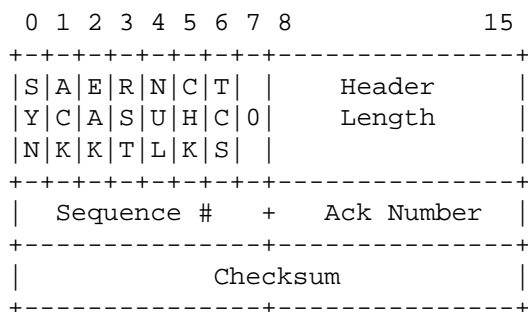 0 1 2 3 4 5 6 7 8            15
+-+-+-+-+-+-+-+-+---------------+
|S|A|E|R|N|C|T| |    Header     |
|Y|C|A|S|U|H|C|0|    Length     |
|N|K|K|T|L|K|S| |               |
+-+-+-+-+-+-+-+-+---------------+
|  Sequence #   +   Ack Number  |
+---------------+---------------+
|            Checksum           |
+---------------+---------------+